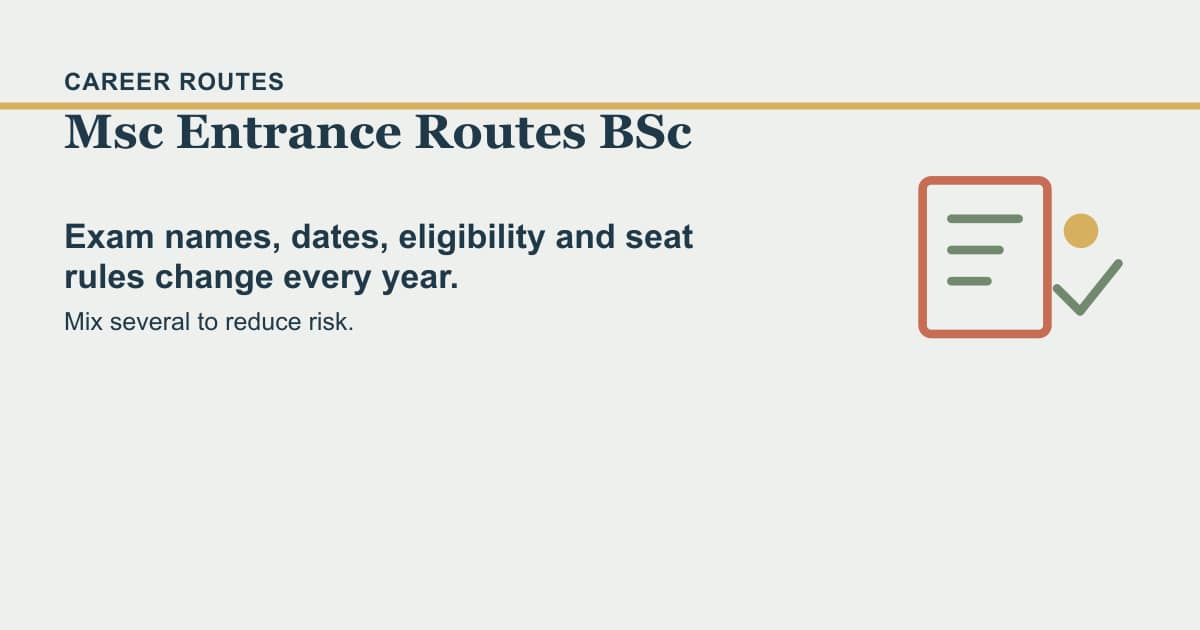 CAREER ROUTES
Msc Entrance Routes BSc
Exam names, dates, eligibility and seat
rules change every year.
Mix several to reduce risk.